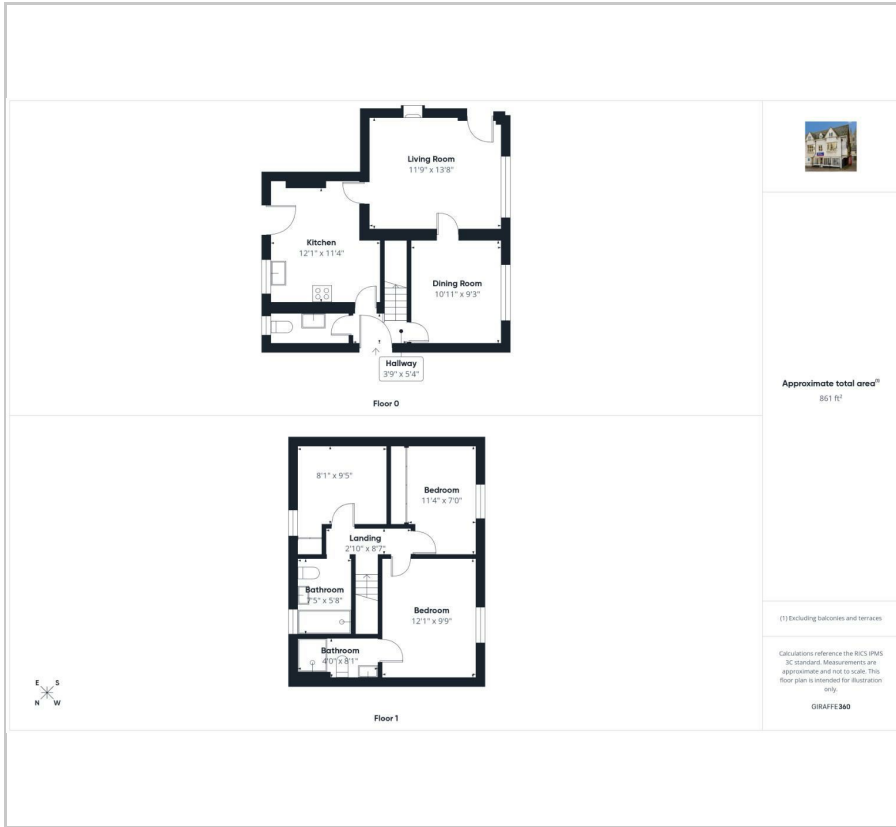 Living Room
11'9" x 13'8"
Kitchen
12'1" x 11'4"
Dining Room
10'11" x 9'3"
Hallway
3'9" x 5'4"
Floor 0
8'1" x 9'5"
Bedroom
11'4" x 7'0"
Landing
2'10" x 8'7"
Bathroom
7'5" x 5'8"
Bedroom
12'1" x 9'9"
Bathroom
4'0" x 8'1"
Floor 1
E S
N W
Approximate total area⁽¹⁾
861 ft²
(1) Excluding balconies and terraces
Calculations reference the RICS IPMS
3C standard. Measurements are
approximate and not to scale. This
floor plan is intended for illustration
only.
GIRAFFE360